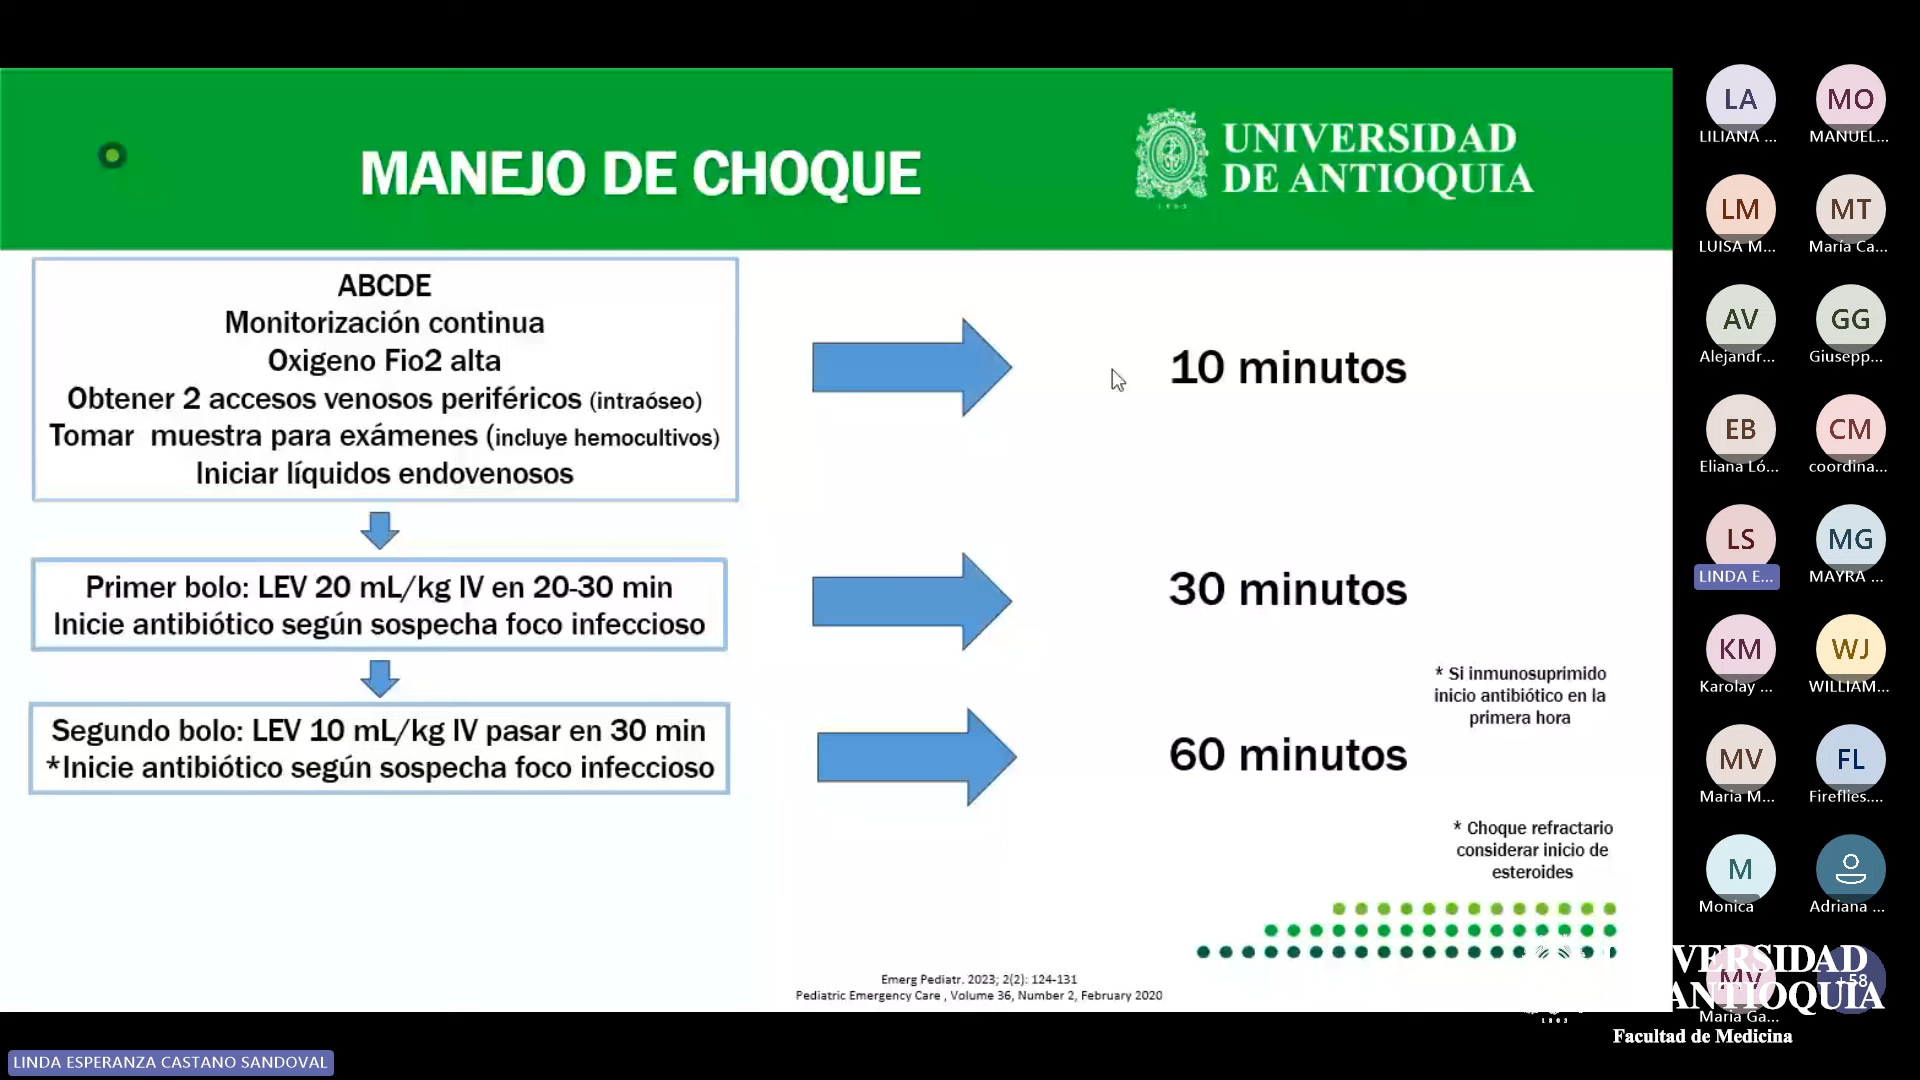 MANEJO DE CHOQUE
UNIVERSIDAD
DE ANTIOQUIA
1803
ABCDE
Monitorización continua
Oxigeno Fio2 alta
Obtener 2 accesos venosos periféricos (intraóseo)
Tomar muestra para exámenes (incluye hemocultivos)
Iniciar líquidos endovenosos
10 minutos
Primer bolo: LEV 20 mL/kg IV en 20-30 min
Inicie antibiótico según sospecha foco infeccioso
30 minutos
* Si inmunosuprimido
inicio antibiótico en la
primera hora
Segundo bolo: LEV 10 mL/kg IV pasar en 30 min
*Inicie antibiótico según sospecha foco infeccioso
60 minutos
* Choque refractario
considerar inicio de
esteroides
Emerg Pediatr. 2023; 2(2): 124-131
Pediatric Emergency Care , Volume 36, Number 2, February 2020
LA
LILIANA ...
MO
MANUEL...
LM
LUISA M...
MT
María Ca...
AV
Alejandr...
GG
Giusepp...
EB
Eliana Ló...
CM
coordina...
LS
LINDA E...
MG
MAYRA ...
KM
Karolay ...
WJ
WILLIAM...
MV
Maria M...
FL
Fireflies....
M
Monica
Adriana ...
MV
Maria Ga...
+58
VERSIDAD
ANTIOQUIA
1803
Facultad de Medicina
LINDA ESPERANZA CASTANO SANDOVAL